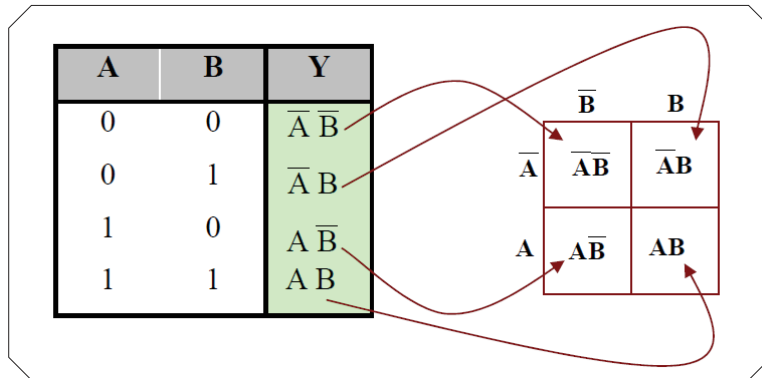 A B Y
0 0 A̅ B̅
0 1 A̅ B
1 0 A B̅
1 1 A B
B̅ B
A̅ A̅B̅ A̅B
A AB̅ AB